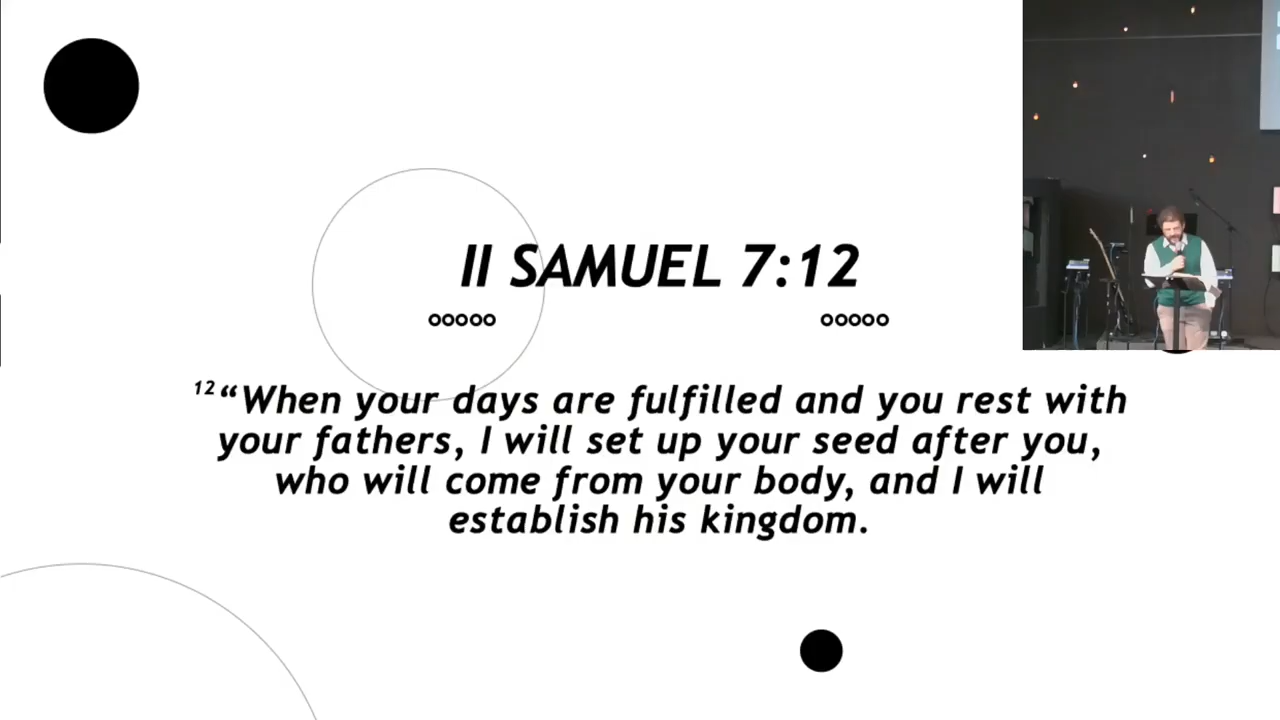 II SAMUEL 7:12
12 “When your days are fulfilled and you rest with
your fathers, I will set up your seed after you,
who will come from your body, and I will
establish his kingdom.